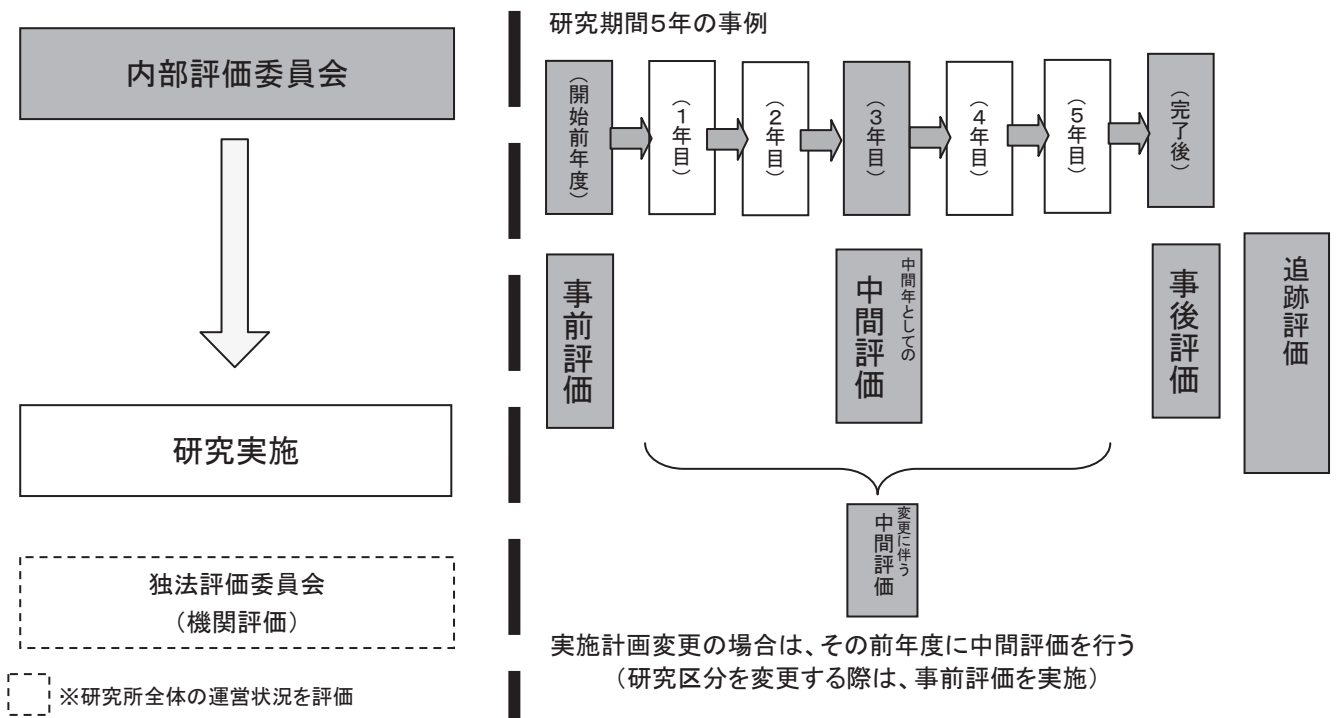 内部評価委員会
研究実施
独法評価委員会
(機関評価)
※研究所全体の運営状況を評価
研究期間5年の事例
(開始前年度)
(1年目)
(2年目)
(3年目)
(4年目)
(5年目)
(完了後)
事前評価
中間年としての
中間評価
事後評価
追跡評価
変更に伴う
中間評価
実施計画変更の場合は、その前年度に中間評価を行う
(研究区分を変更する際は、事前評価を実施)